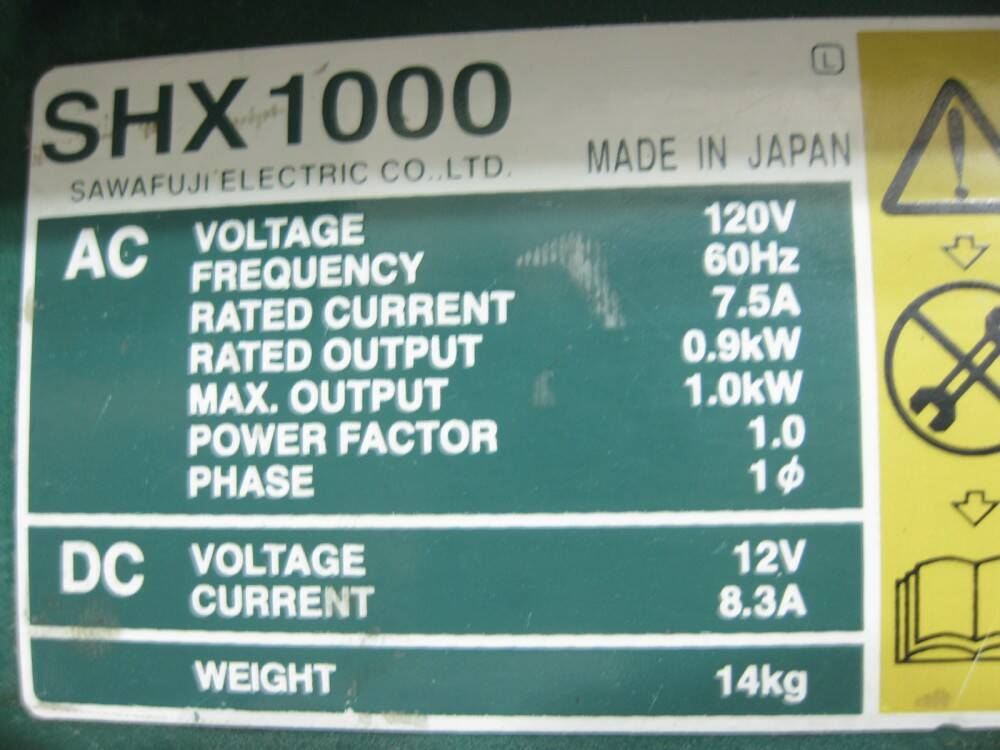 L
SHX1000
SAWAFUJI ELECTRIC CO.,LTD.
MADE IN JAPAN
AC
VOLTAGE 120V
FREQUENCY 60Hz
RATED CURRENT 7.5A
RATED OUTPUT 0.9kW
MAX. OUTPUT 1.0kW
POWER FACTOR 1.0
PHASE 1ϕ
DC
VOLTAGE 12V
CURRENT 8.3A
WEIGHT 14kg